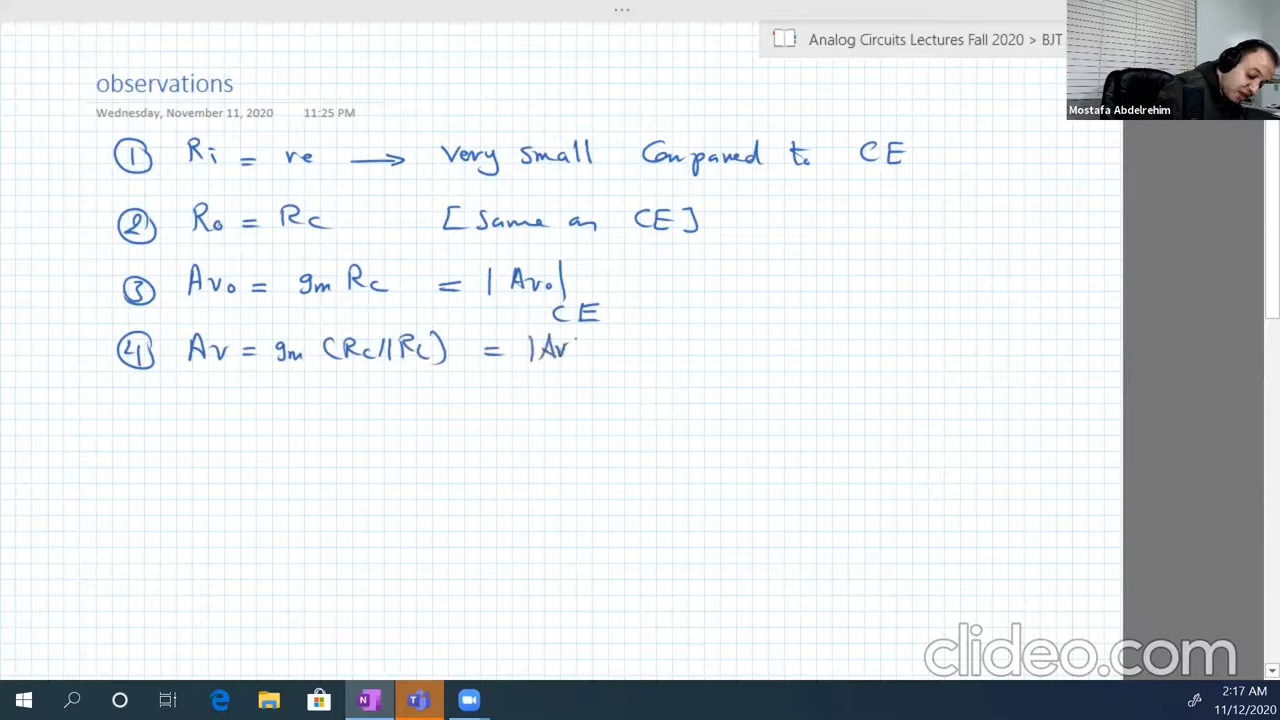 ...
Analog Circuits Lectures Fall 2020 > BJT
Mostafa Abdelrehim
observations
Wednesday, November 11, 2020 11:25 PM
① Ri = re → Very small Compared to CE
② Ro = Rc [Same as CE]
③ Avo = gm Rc = |Avo| CE
④ Av = gm (Rc//RL) = |Av
clideo.com
2:17 AM
11/12/2020